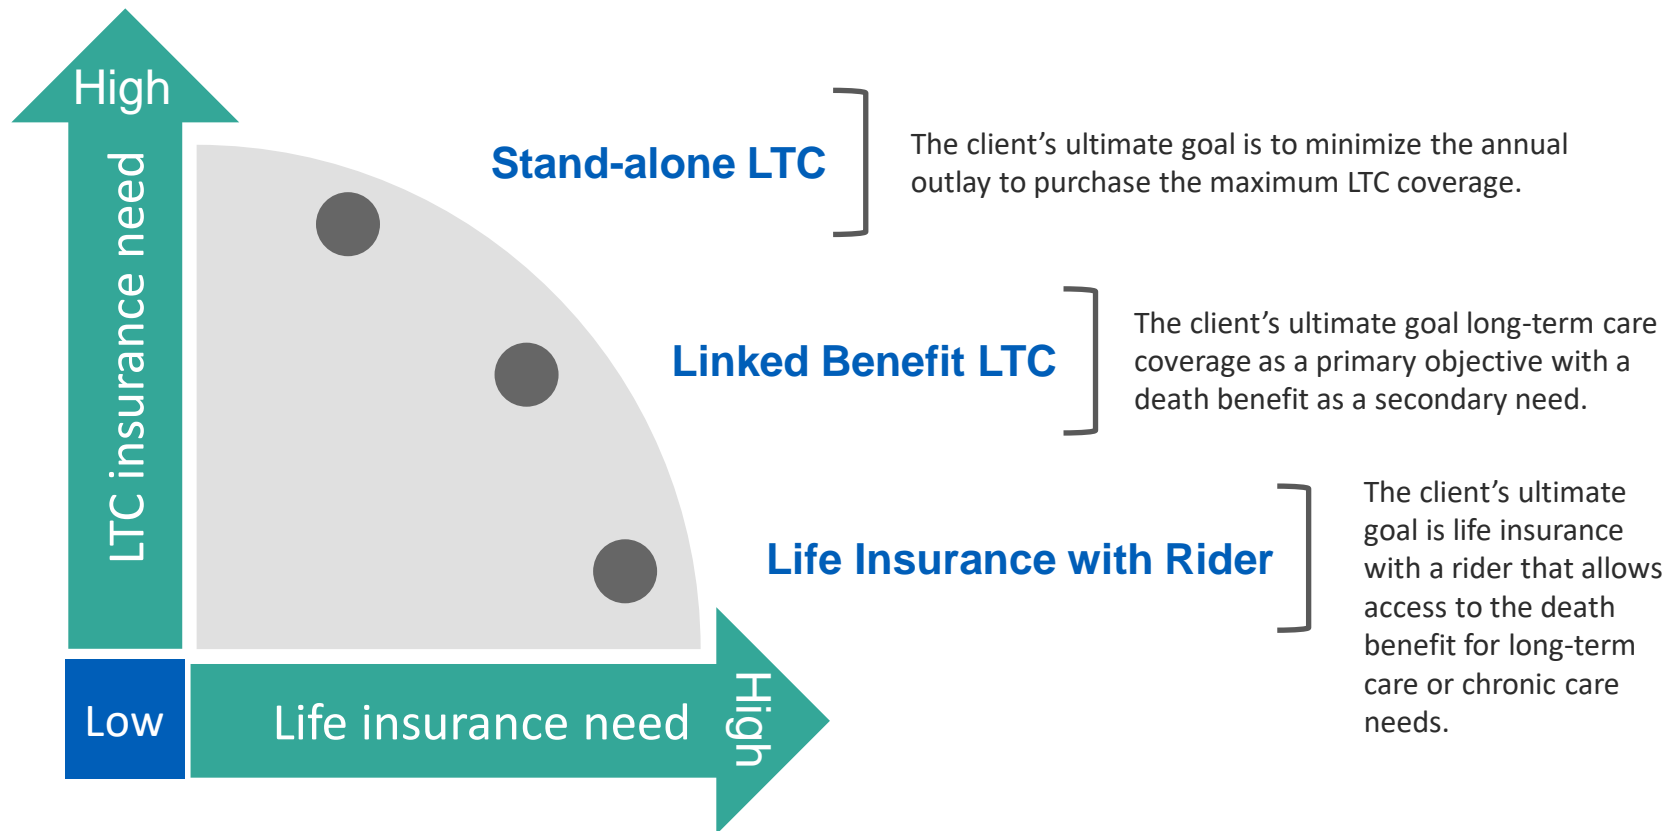 High
LTC insurance need
Low
Life insurance need
High
Stand-alone LTC
The client’s ultimate goal is to minimize the annual
outlay to purchase the maximum LTC coverage.
Linked Benefit LTC
The client’s ultimate goal long-term care
coverage as a primary objective with a
death benefit as a secondary need.
Life Insurance with Rider
The client’s ultimate
goal is life insurance
with a rider that allows
access to the death
benefit for long-term
care or chronic care
needs.